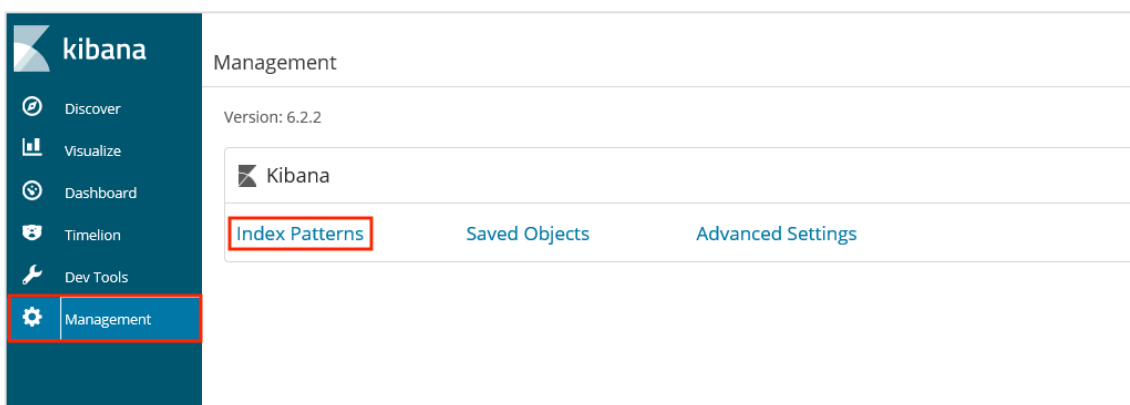 kibana
Discover
Visualize
Dashboard
Timelion
Dev Tools
Management
Management
Version: 6.2.2
Kibana
Index Patterns Saved Objects Advanced Settings